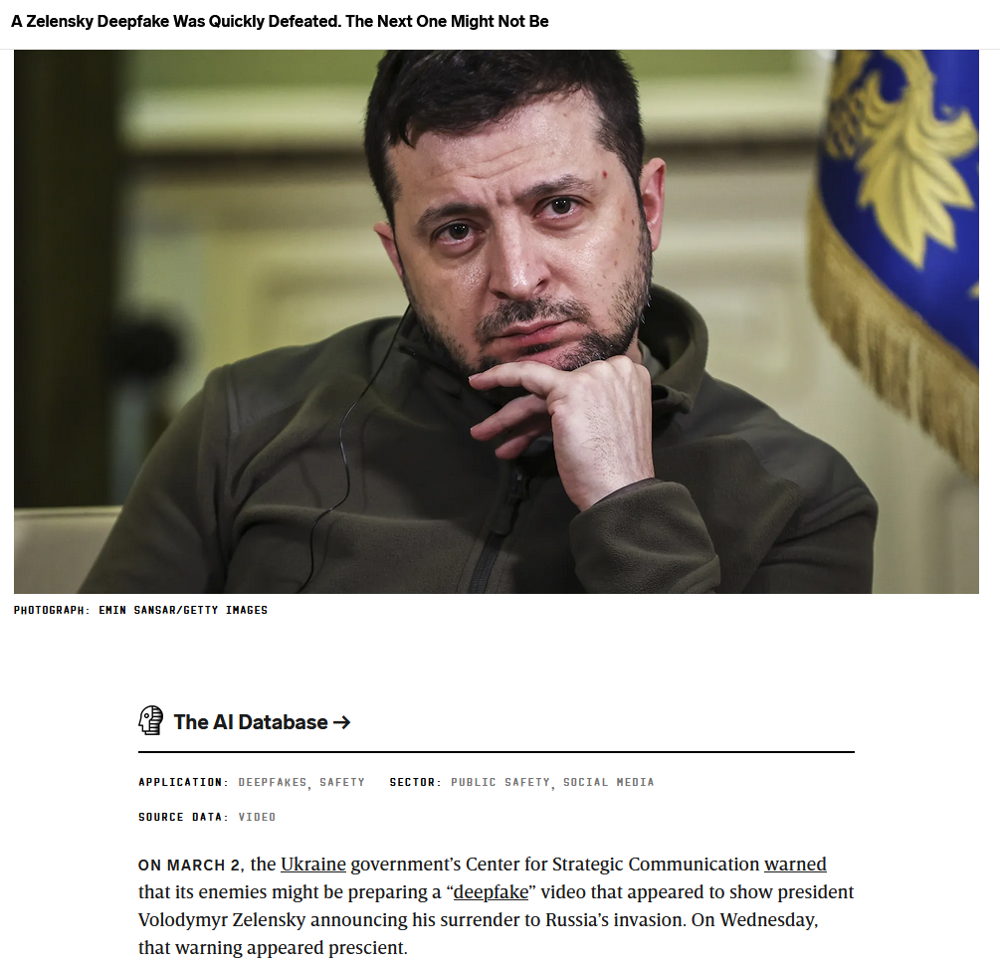 A Zelensky Deepfake Was Quickly Defeated. The Next One Might Not Be
PHOTOGRAPH: EMIN SANSAR/GETTY IMAGES
The AI Database →
APPLICATION: DEEPFAKES, SAFETY SECTOR: PUBLIC SAFETY, SOCIAL MEDIA
SOURCE DATA: VIDEO
ON MARCH 2, the Ukraine government’s Center for Strategic Communication warned
that its enemies might be preparing a “deepfake” video that appeared to show president
Volodymyr Zelensky announcing his surrender to Russia’s invasion. On Wednesday,
that warning appeared prescient.